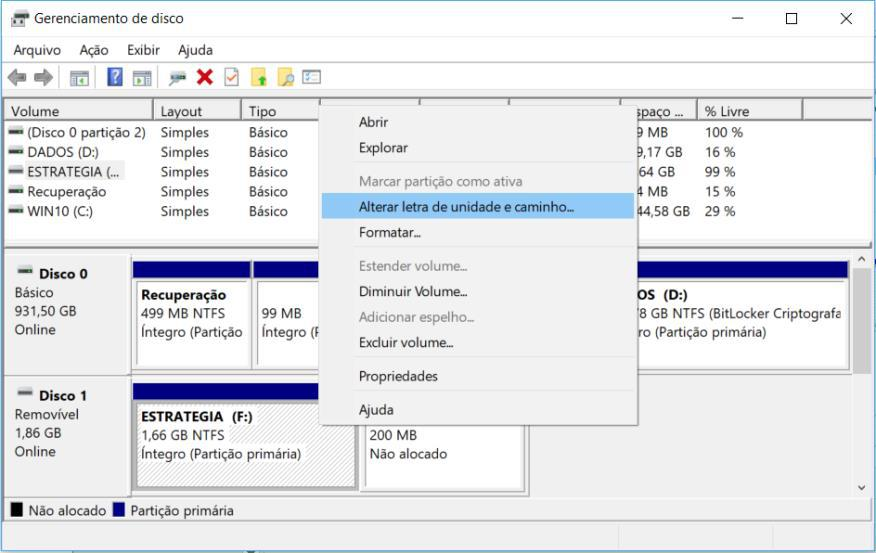 Gerenciamento de disco
Arquivo Ação Exibir Ajuda
Volume Layout Tipo spaço ... % Livre
(Disco 0 partição 2) Simples Básico 9 MB 100 %
DADOS (D:) Simples Básico 9,17 GB 16 %
ESTRATEGIA (... Simples Básico 64 GB 99 %
Recuperação Simples Básico 4 MB 15 %
WIN10 (C:) Simples Básico 44,58 GB 29 %
Abrir
Explorar
Marcar partição como ativa
Alterar letra de unidade e caminho...
Formatar...
Estender volume...
Diminuir Volume...
Adicionar espelho...
Excluir volume...
Propriedades
Ajuda
Disco 0
Básico
931,50 GB
Online
Recuperação
499 MB NTFS
Íntegro (Partição
99 MB
Íntegro (P
OS (D:)
8 GB NTFS (BitLocker Criptografa
ro (Partição primária)
Disco 1
Removível
1,86 GB
Online
ESTRATEGIA (F:)
1,66 GB NTFS
Íntegro (Partição primária)
200 MB
Não alocado
Não alocado Partição primária